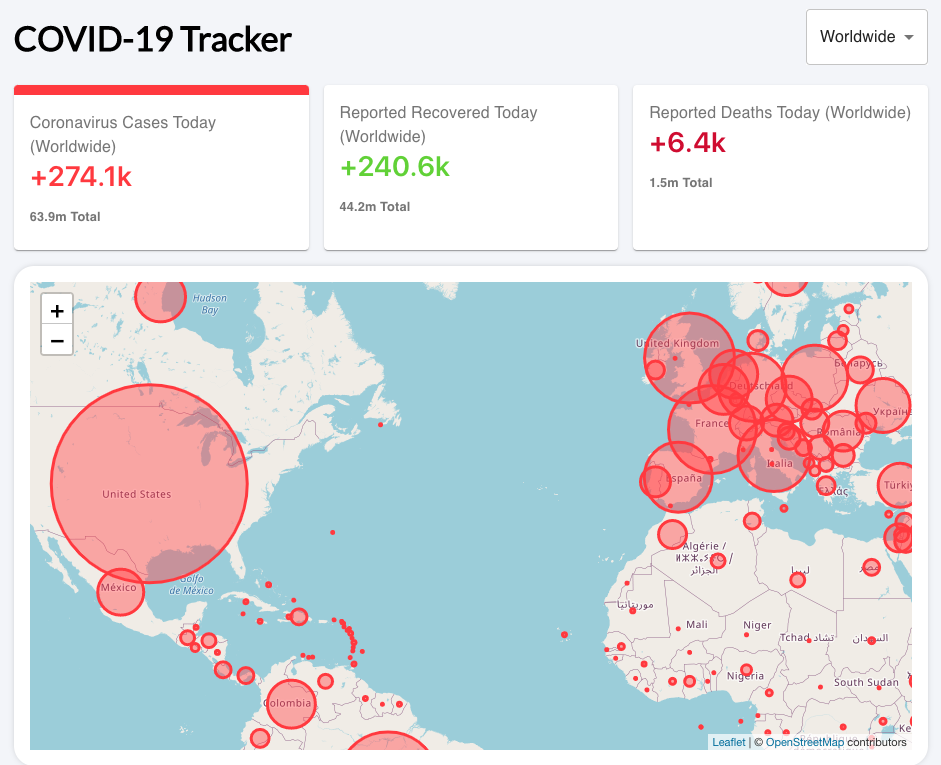 COVID-19 Tracker
Worldwide
Coronavirus Cases Today
(Worldwide)
+274.1k
63.9m Total
Reported Recovered Today
(Worldwide)
+240.6k
44.2m Total
Reported Deaths Today (Worldwide)
+6.4k
1.5m Total
+
−
Hudson
Bay
United Kingdom
Беларусь
Deutschland
Україн
France
România
Italia
España
Ελλάς
Türkiy
United States
Algérie /
الجزائر
ليبيا
مصر
México
Golfo
de México
موريتانيا
Mali
Niger
Tchad تشاد
السودان
Nigeria
South Sudan
Colombia
Ke
Leaflet | © OpenStreetMap contributors